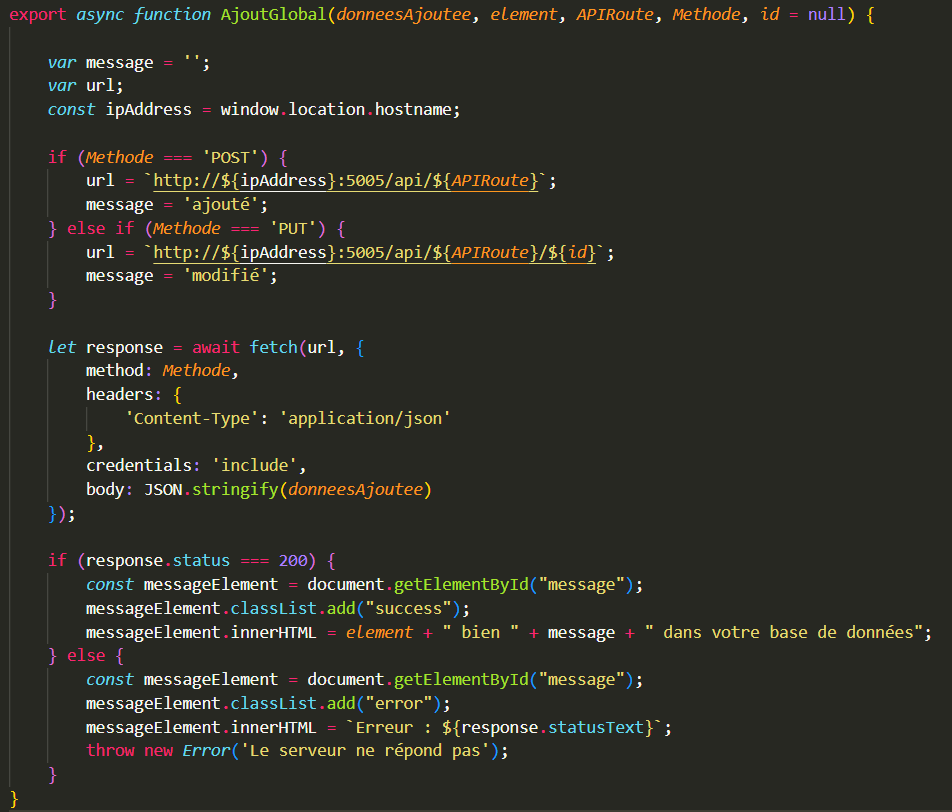 export async function AjoutGlobal(donneesAjoutee, element, APIRoute, Methode, id = null) {
var message = '';
var url;
const ipAddress = window.location.hostname;
if (Methode === 'POST') {
url = `http://${ipAddress}:5005/api/${APIRoute}`;
message = 'ajouté';
} else if (Methode === 'PUT') {
url = `http://${ipAddress}:5005/api/${APIRoute}/${id}`;
message = 'modifié';
}
let response = await fetch(url, {
method: Methode,
headers: {
'Content-Type': 'application/json'
},
credentials: 'include',
body: JSON.stringify(donneesAjoutee)
});
if (response.status === 200) {
const messageElement = document.getElementById("message");
messageElement.classList.add("success");
messageElement.innerHTML = element + " bien " + message + " dans votre base de données";
} else {
const messageElement = document.getElementById("message");
messageElement.classList.add("error");
messageElement.innerHTML = `Erreur : ${response.statusText}`;
throw new Error('Le serveur ne répond pas');
}
}